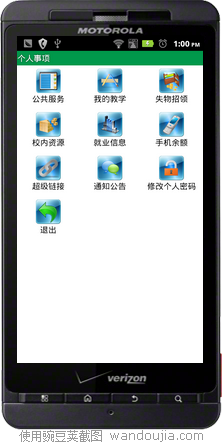 MOTOROLA
1:00 PM
个人事项
公共服务 我的教学 失物招领
校内资源 就业信息 手机余额
超级链接 通知公告 修改个人密码
退出
verizon
使用豌豆荚截图 wandoujia.com